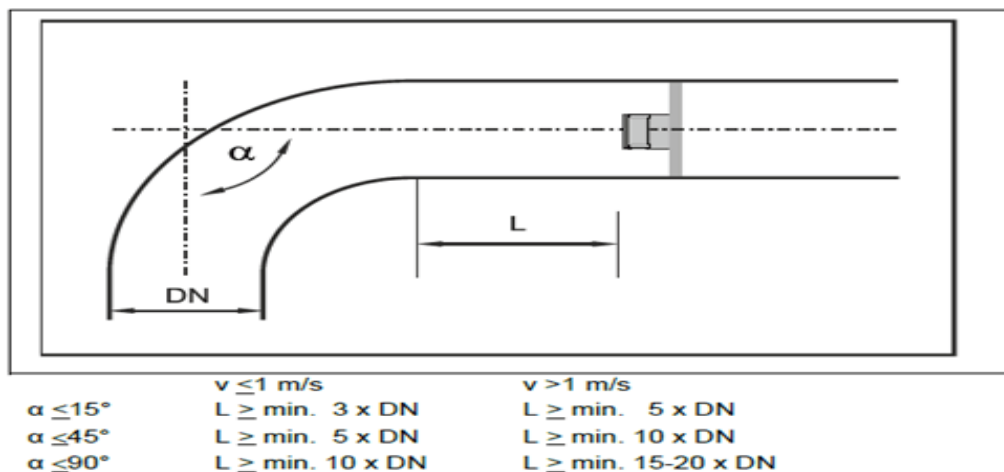 α
L
DN
v ≤1 m/s v >1 m/s
α ≤15° L ≥ min. 3 x DN L ≥ min. 5 x DN
α ≤45° L ≥ min. 5 x DN L ≥ min. 10 x DN
α ≤90° L ≥ min. 10 x DN L ≥ min. 15-20 x DN